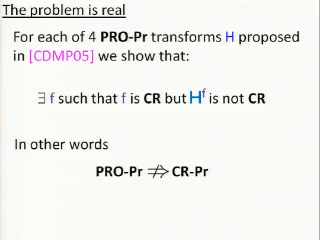 The problem is real
For each of 4 PRO-Pr transforms H proposed
in [CDMP05] we show that:
∃ f such that f is CR but H^f is not CR
In other words
PRO-Pr ⇏ CR-Pr